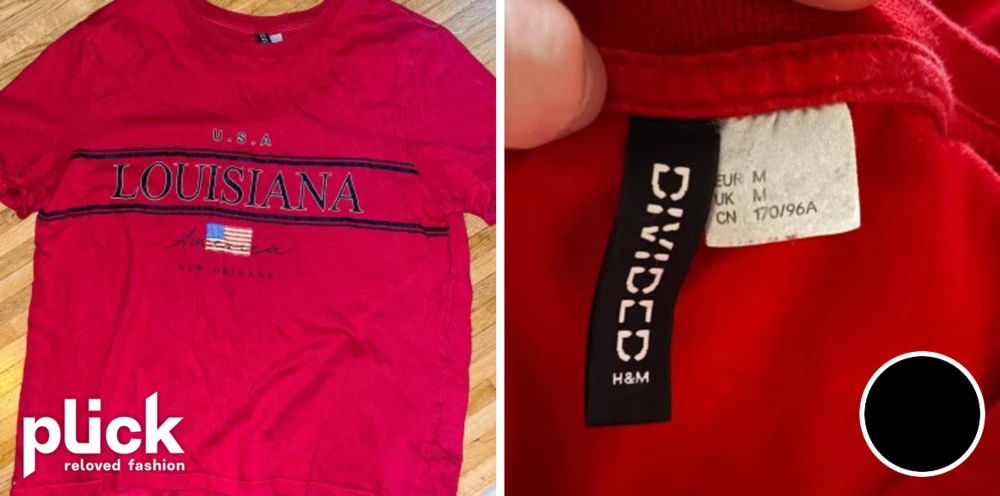 U.S.A
LOUISIANA
America
NEW ORLEANS
plick
reloved fashion
DIVIDED
H&M
EUR M
UK M
CN 170/96A